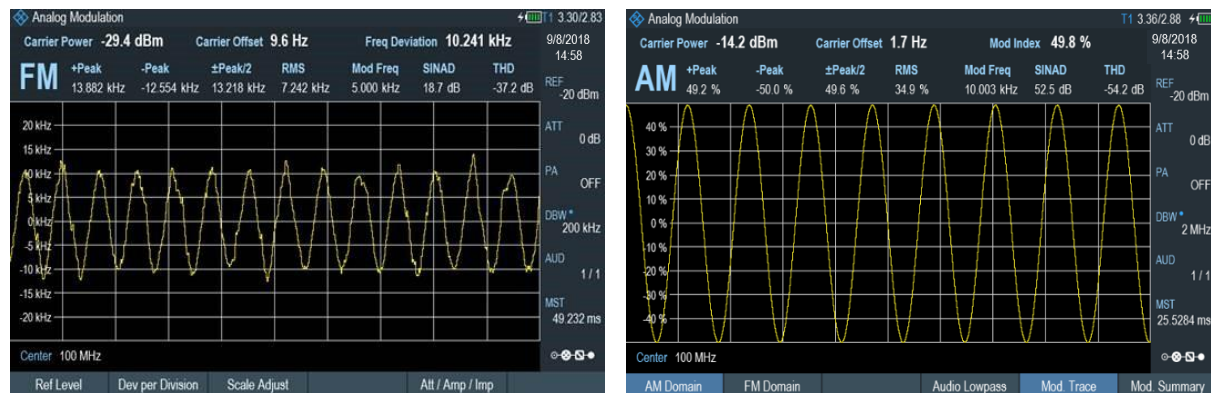 Analog Modulation T1 3.30/2.83
Carrier Power -29.4 dBm Carrier Offset 9.6 Hz Freq Deviation 10.241 kHz 9/8/2018
14:58
FM +Peak -Peak ±Peak/2 RMS Mod Freq SINAD THD
13.882 kHz -12.554 kHz 13.218 kHz 7.242 kHz 5.000 kHz 18.7 dB -37.2 dB
REF
-20 dBm
20 kHz
ATT
0 dB
15 kHz
10 kHz
PA
OFF
5 kHz
0 kHz
DBW
200 kHz
-5 kHz
AUD
1 / 1
-10 kHz
-15 kHz
MST
49.232 ms
-20 kHz
Center 100 MHz
Ref Level Dev per Division Scale Adjust Att / Amp / Imp
Analog Modulation T1 3.36/2.88
Carrier Power -14.2 dBm Carrier Offset 1.7 Hz Mod Index 49.8 % 9/8/2018
14:58
AM +Peak -Peak ±Peak/2 RMS Mod Freq SINAD THD
49.2 % -50.0 % 49.6 % 34.9 % 10.003 kHz 52.5 dB -54.2 dB
REF
-20 dBm
40 %
ATT
0 dB
30 %
20 %
PA
OFF
10 %
0 %
DBW
2 MHz
-10 %
AUD
1 / 1
-20 %
-30 %
MST
25.5284 ms
-40 %
Center 100 MHz
AM Domain FM Domain Audio Lowpass Mod. Trace Mod. Summary